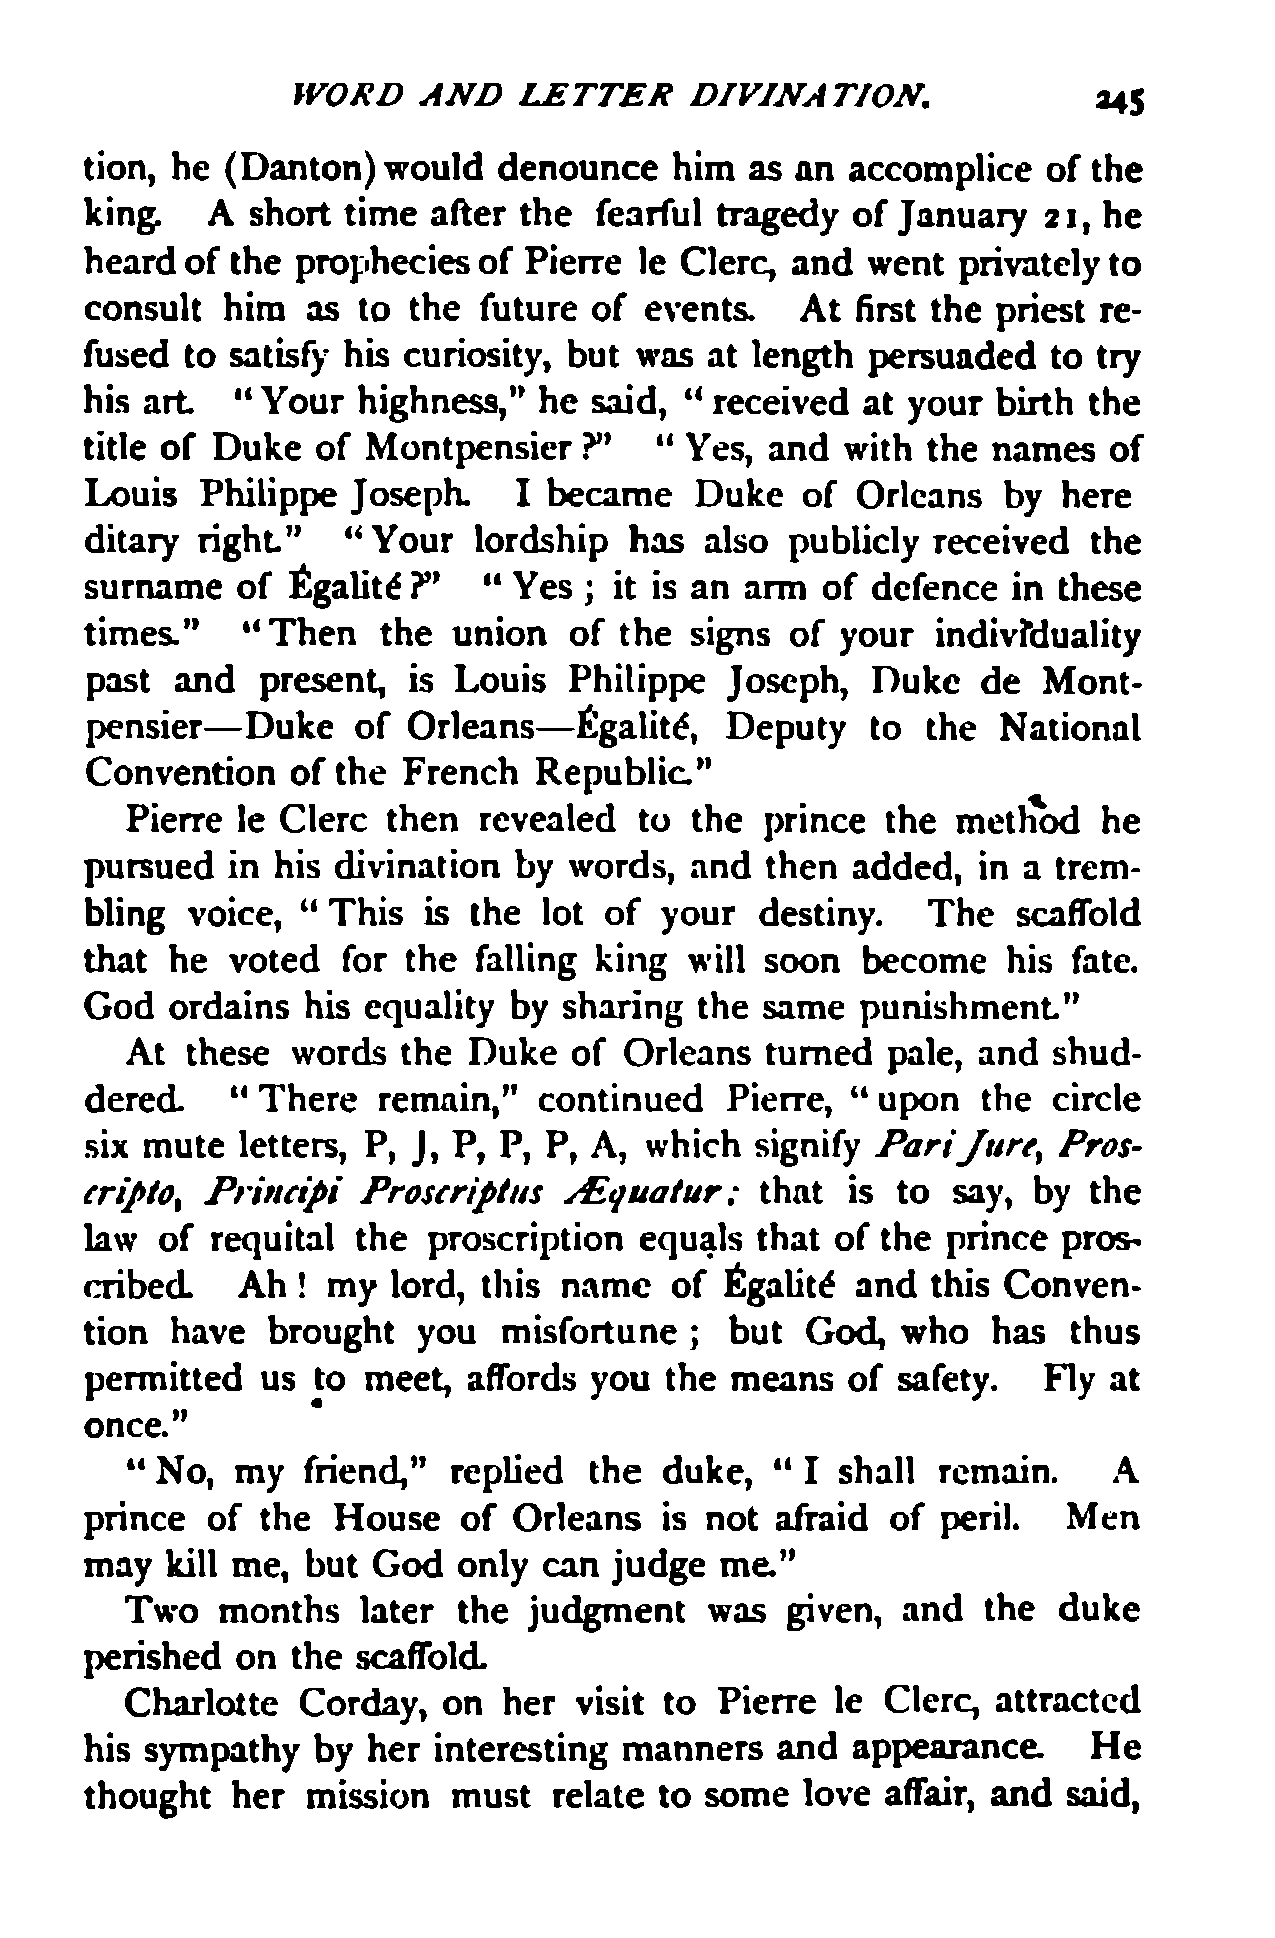 WORD AND LETTER DIVINATION. 245
tion, he (Danton) would denounce him as an accomplice of the
king. A short time after the fearful tragedy of January 21, he
heard of the prophecies of Pierre le Clerc, and went privately to
consult him as to the future of events. At first the priest re-
fused to satisfy his curiosity, but was at length persuaded to try
his art. "Your highness," he said, "received at your birth the
title of Duke of Montpensier?" "Yes, and with the names of
Louis Philippe Joseph. I became Duke of Orleans by here
ditary right." "Your lordship has also publicly received the
surname of Égalité?" "Yes; it is an arm of defence in these
times." "Then the union of the signs of your individuality
past and present, is Louis Philippe Joseph, Duke de Mont-
pensier—Duke of Orleans—Égalité, Deputy to the National
Convention of the French Republic."
Pierre le Clerc then revealed to the prince the method he
pursued in his divination by words, and then added, in a trem-
bling voice, "This is the lot of your destiny. The scaffold
that he voted for the falling king will soon become his fate.
God ordains his equality by sharing the same punishment."
At these words the Duke of Orleans turned pale, and shud-
dered. "There remain," continued Pierre, "upon the circle
six mute letters, P, J, P, P, P, A, which signify Pari Jure, Pros-
cripto, Principi Proscriptus Æquatur: that is to say, by the
law of requital the proscription equals that of the prince pros-
cribed. Ah! my lord, this name of Égalité and this Conven-
tion have brought you misfortune; but God, who has thus
permitted us to meet, affords you the means of safety. Fly at
once."
"No, my friend," replied the duke, "I shall remain. A
prince of the House of Orleans is not afraid of peril. Men
may kill me, but God only can judge me."
Two months later the judgment was given, and the duke
perished on the scaffold.
Charlotte Corday, on her visit to Pierre le Clerc, attracted
his sympathy by her interesting manners and appearance. He
thought her mission must relate to some love affair, and said,